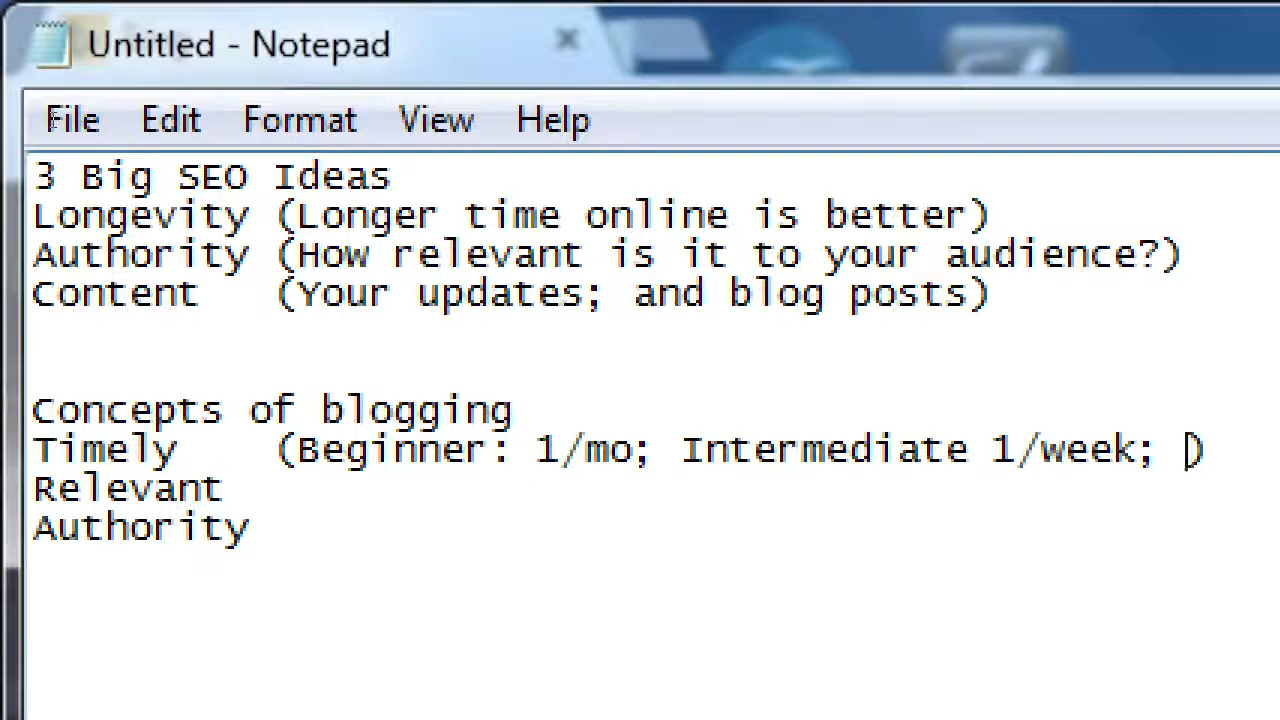 Untitled - Notepad
File Edit Format View Help
3 Big SEO Ideas
Longevity (Longer time online is better)
Authority (How relevant is it to your audience?)
Content (Your updates; and blog posts)
Concepts of blogging
Timely (Beginner: 1/mo; Intermediate 1/week; )
Relevant
Authority